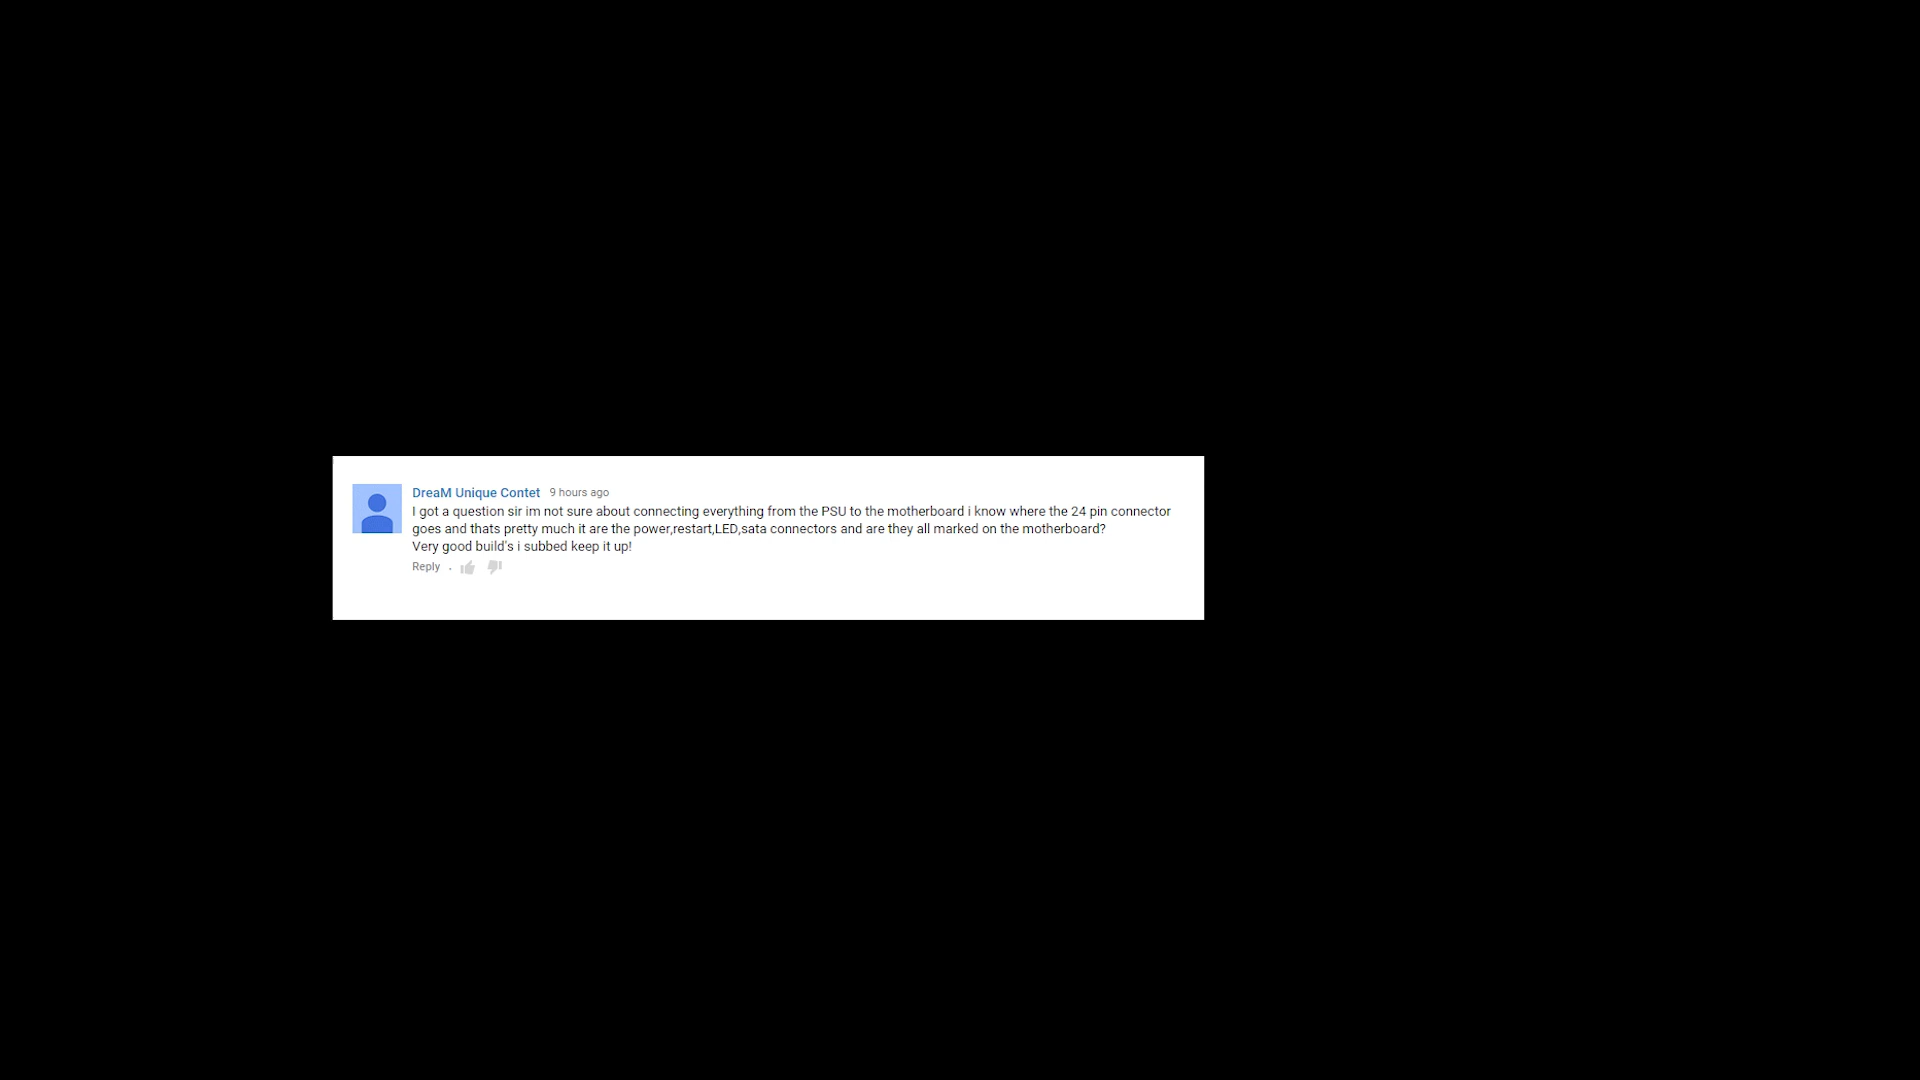 DreaM Unique Contet 9 hours ago
I got a question sir im not sure about connecting everything from the PSU to the motherboard i know where the 24 pin connector
goes and thats pretty much it are the power,restart,LED,sata connectors and are they all marked on the motherboard?
Very good build's i subbed keep it up!
Reply .